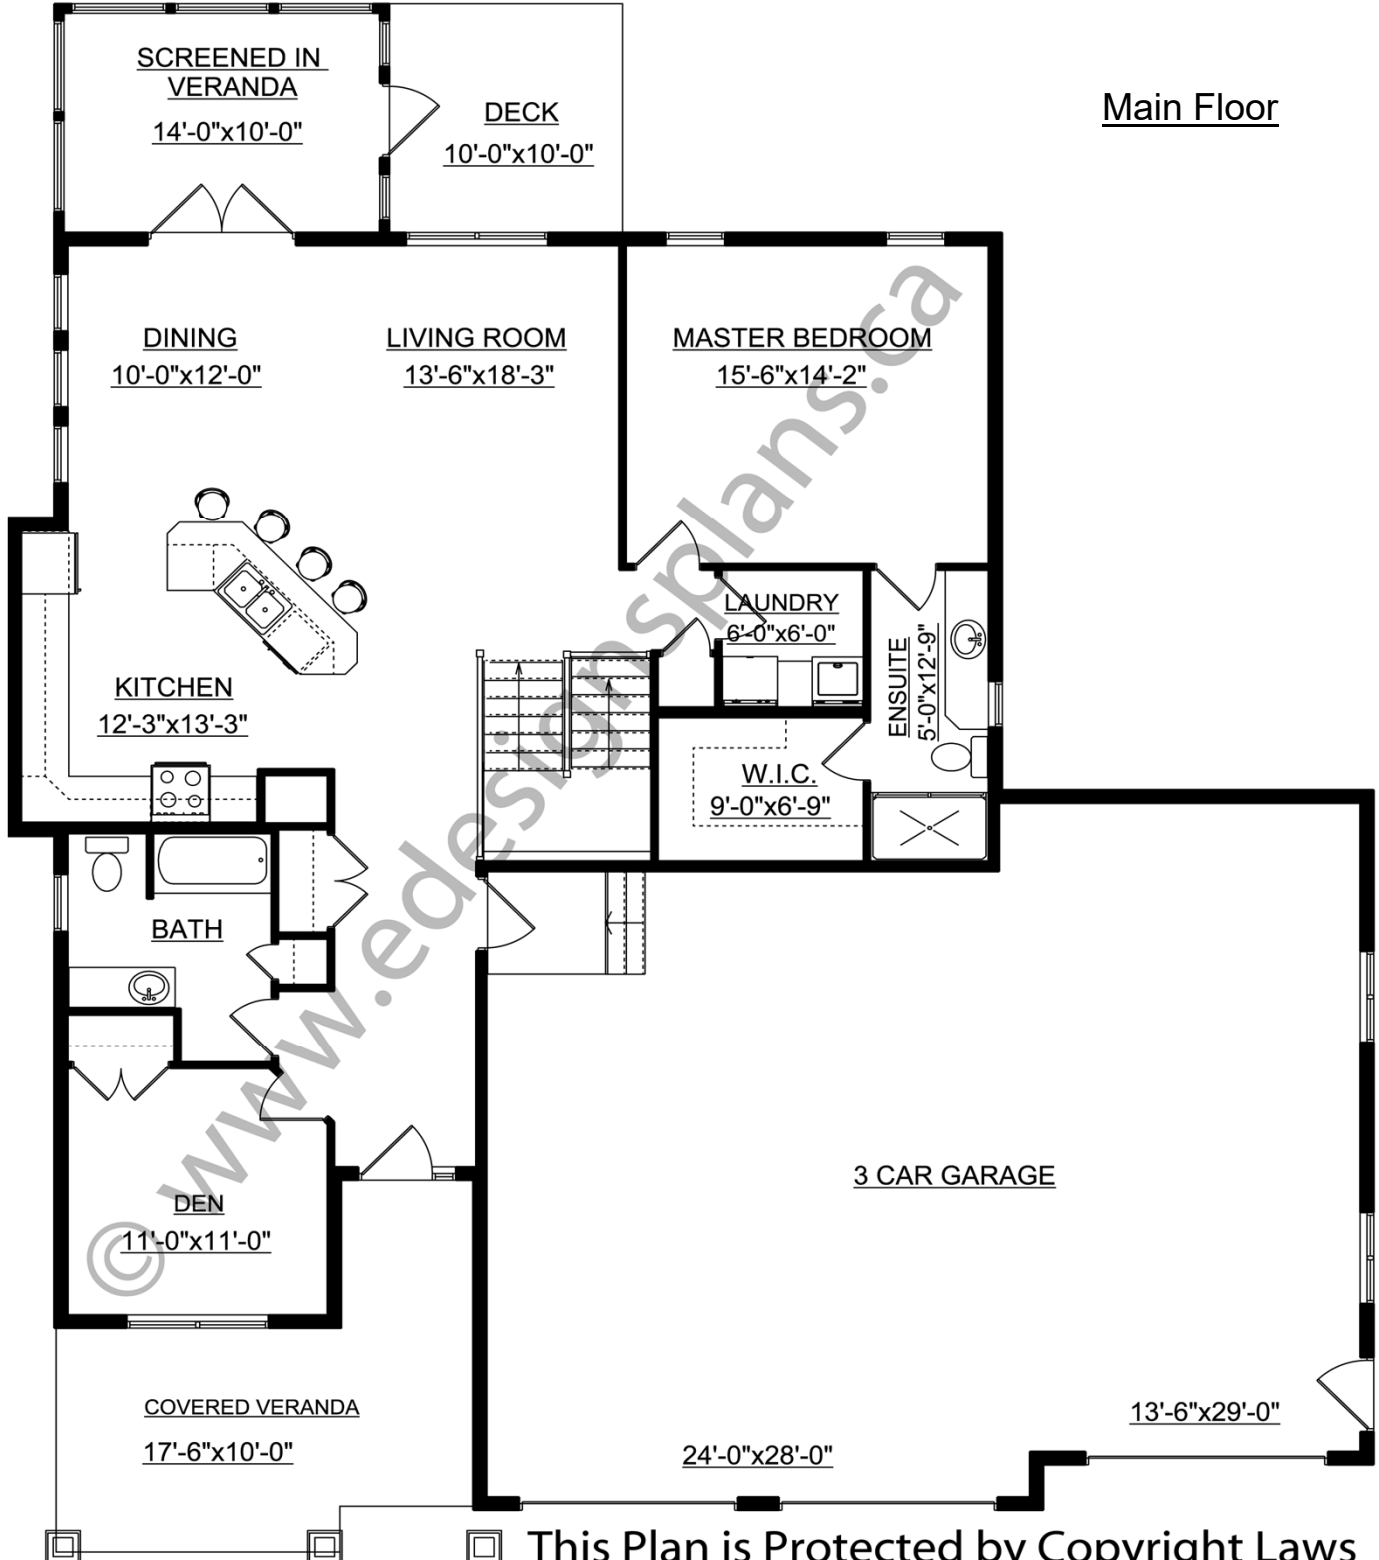 SCREENED IN
VERANDA
14'-0"x10'-0"
DECK
10'-0"x10'-0"
Main Floor
DINING
10'-0"x12'-0"
LIVING ROOM
13'-6"x18'-3"
MASTER BEDROOM
15'-6"x14'-2"
LAUNDRY
6'-0"x6'-0"
ENSUITE
5'-0"x12'-9"
KITCHEN
12'-3"x13'-3"
W.I.C.
9'-0"x6'-9"
BATH
DEN
11'-0"x11'-0"
3 CAR GARAGE
COVERED VERANDA
17'-6"x10'-0"
24'-0"x28'-0"
13'-6"x29'-0"
© www.edesignsplans.ca
This Plan is Protected by Copyright Laws